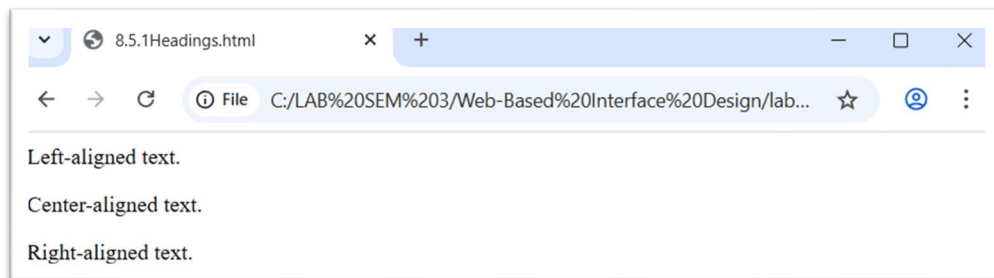 8.5.1Headings.html
File C:/LAB%20SEM%203/Web-Based%20Interface%20Design/lab...
Left-aligned text.
Center-aligned text.
Right-aligned text.